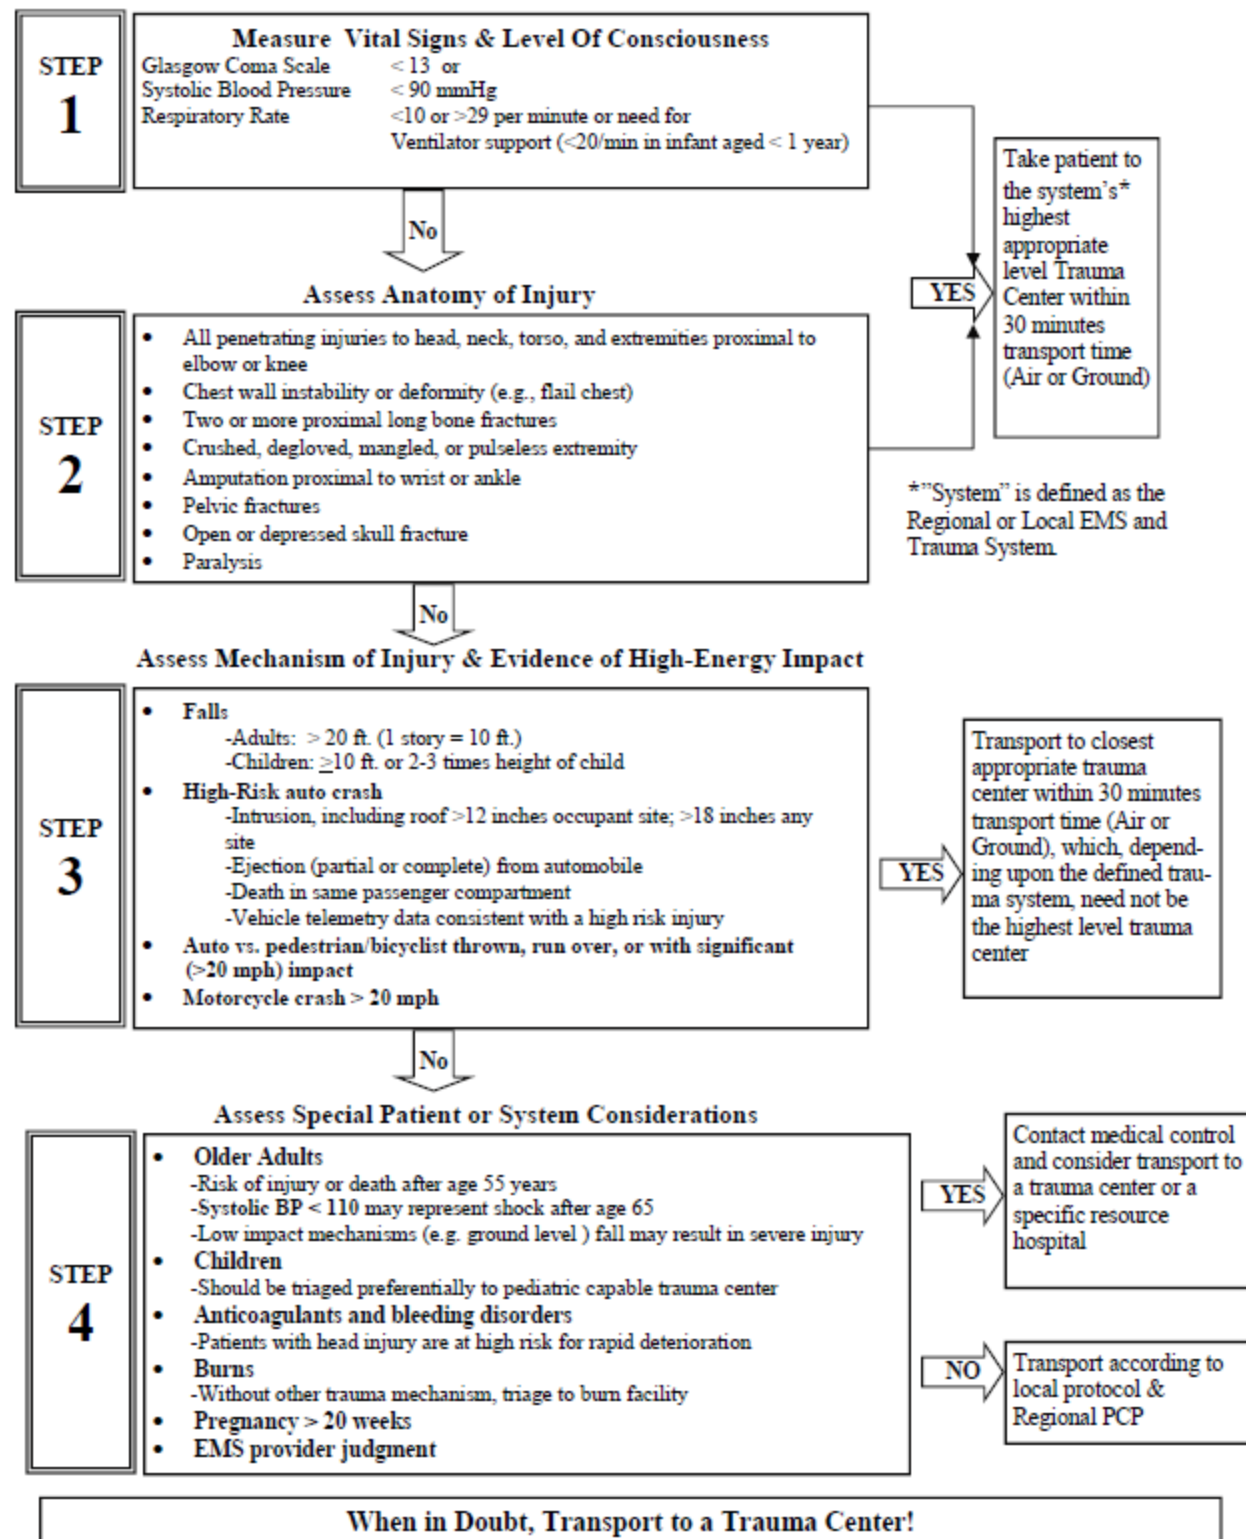 STEP
1
Measure Vital Signs & Level Of Consciousness
Glasgow Coma Scale < 13 or
Systolic Blood Pressure < 90 mmHg
Respiratory Rate <10 or >29 per minute or need for
Ventilator support (<20/min in infant aged < 1 year)
No
YES
Take patient to
the system's*
highest
appropriate
level Trauma
Center within
30 minutes
transport time
(Air or Ground)
*"System" is defined as the
Regional or Local EMS and
Trauma System.
Assess Anatomy of Injury
STEP
2
• All penetrating injuries to head, neck, torso, and extremities proximal to
elbow or knee
• Chest wall instability or deformity (e.g., flail chest)
• Two or more proximal long bone fractures
• Crushed, degloved, mangled, or pulseless extremity
• Amputation proximal to wrist or ankle
• Pelvic fractures
• Open or depressed skull fracture
• Paralysis
No
Assess Mechanism of Injury & Evidence of High-Energy Impact
STEP
3
• Falls
-Adults: > 20 ft. (1 story = 10 ft.)
-Children: ≥10 ft. or 2-3 times height of child
• High-Risk auto crash
-Intrusion, including roof >12 inches occupant site; >18 inches any
site
-Ejection (partial or complete) from automobile
-Death in same passenger compartment
-Vehicle telemetry data consistent with a high risk injury
• Auto vs. pedestrian/bicyclist thrown, run over, or with significant
(>20 mph) impact
• Motorcycle crash > 20 mph
YES
Transport to closest
appropriate trauma
center within 30 minutes
transport time (Air or
Ground), which, depend-
ing upon the defined trau-
ma system, need not be
the highest level trauma
center
No
Assess Special Patient or System Considerations
STEP
4
• Older Adults
-Risk of injury or death after age 55 years
-Systolic BP < 110 may represent shock after age 65
-Low impact mechanisms (e.g. ground level ) fall may result in severe injury
• Children
-Should be triaged preferentially to pediatric capable trauma center
• Anticoagulants and bleeding disorders
-Patients with head injury are at high risk for rapid deterioration
• Burns
-Without other trauma mechanism, triage to burn facility
• Pregnancy > 20 weeks
• EMS provider judgment
YES
Contact medical control
and consider transport to
a trauma center or a
specific resource
hospital
NO
Transport according to
local protocol &
Regional PCP
When in Doubt, Transport to a Trauma Center!